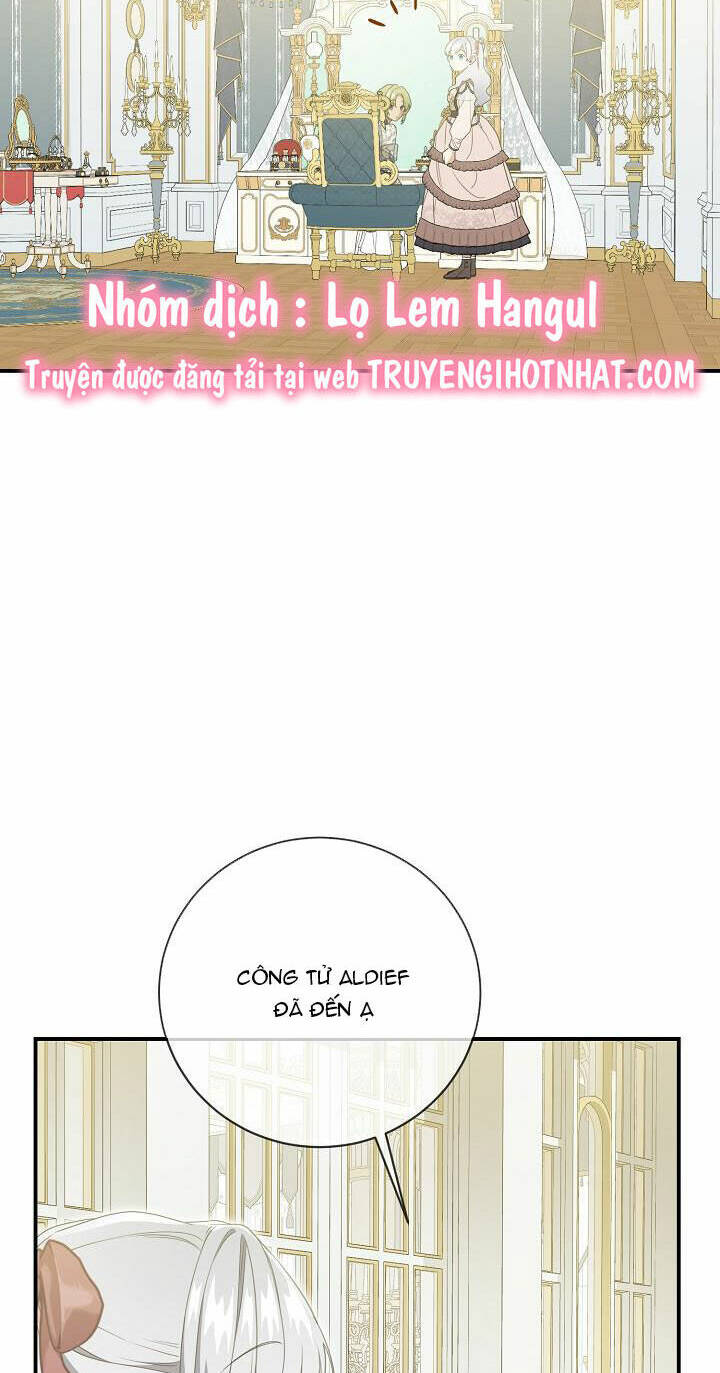 Nhóm dịch : Lọ Lem Hangul
Truyện được đăng tải tại web TRUYENGIHOTNHAT.COM
CÔNG TỬ ALDIEF
ĐÃ ĐẾN Ạ